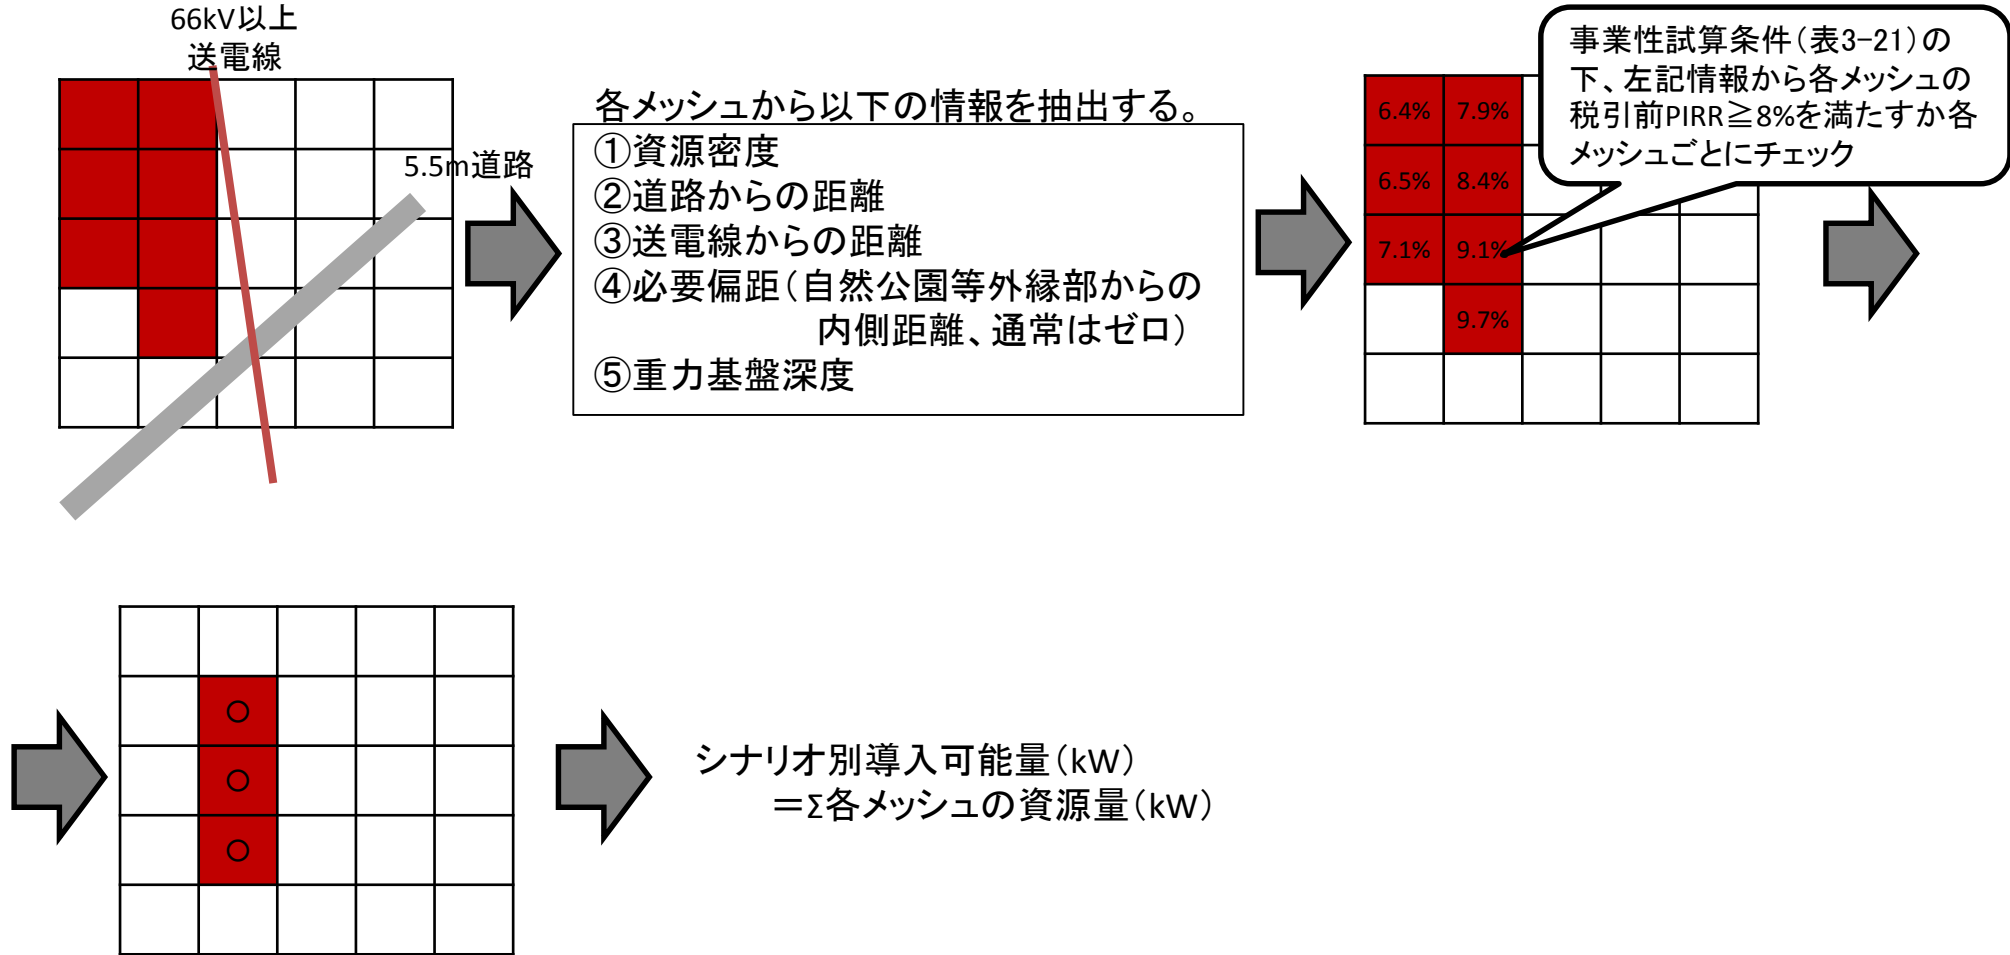 66kV以上
送電線
5.5m道路
各メッシュから以下の情報を抽出する。
①資源密度
②道路からの距離
③送電線からの距離
④必要偏距（自然公園等外縁部からの
内側距離、通常はゼロ）
⑤重力基盤深度
事業性試算条件（表3-21）の
下、左記情報から各メッシュの
税引前PIRR≧8%を満たすか各
メッシュごとにチェック
6.4% 7.9%
6.5% 8.4%
7.1% 9.1%
9.7%
○
○
○
シナリオ別導入可能量（kW）
＝Σ各メッシュの資源量（kW）